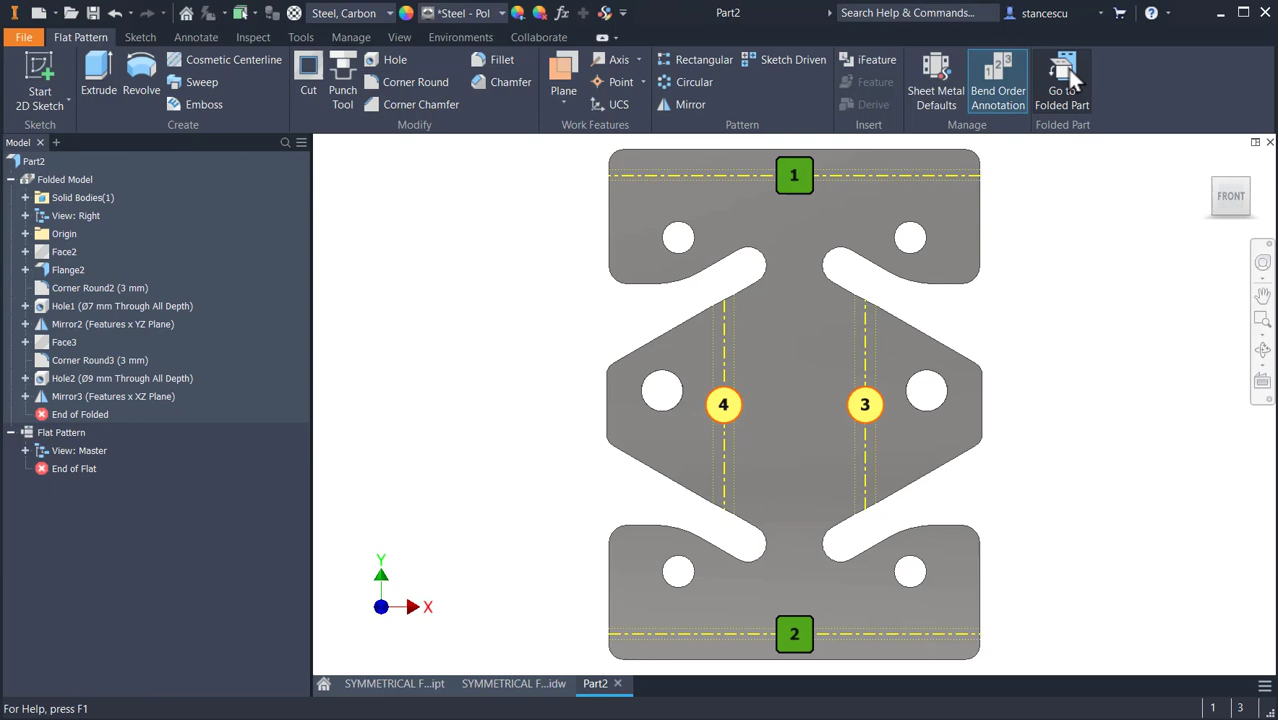 Steel, Carbon
*Steel - Pol
fx
Part2
Search Help & Commands...
stancescu
File
Flat Pattern
Sketch
Annotate
Inspect
Tools
Manage
View
Environments
Collaborate
Start
2D Sketch
Extrude
Revolve
Cosmetic Centerline
Sweep
Emboss
Cut
Punch
Tool
Hole
Corner Round
Corner Chamfer
Fillet
Chamfer
Plane
Axis
Point
UCS
Rectangular
Circular
Mirror
Sketch Driven
iFeature
Feature
Derive
Sheet Metal
Defaults
Bend Order
Annotation
Go to
Folded Part
Sketch
Create
Modify
Work Features
Pattern
Insert
Manage
Folded Part
Model
Part2
Folded Model
Solid Bodies(1)
View: Right
Origin
Face2
Flange2
Corner Round2 (3 mm)
Hole1 (Ø7 mm Through All Depth)
Mirror2 (Features x YZ Plane)
Face3
Corner Round3 (3 mm)
Hole2 (Ø9 mm Through All Depth)
Mirror3 (Features x XZ Plane)
End of Folded
Flat Pattern
View: Master
End of Flat
1
4
3
2
FRONT
Y
X
SYMMETRICAL F...ipt
SYMMETRICAL F...idw
Part2
For Help, press F1
1
3